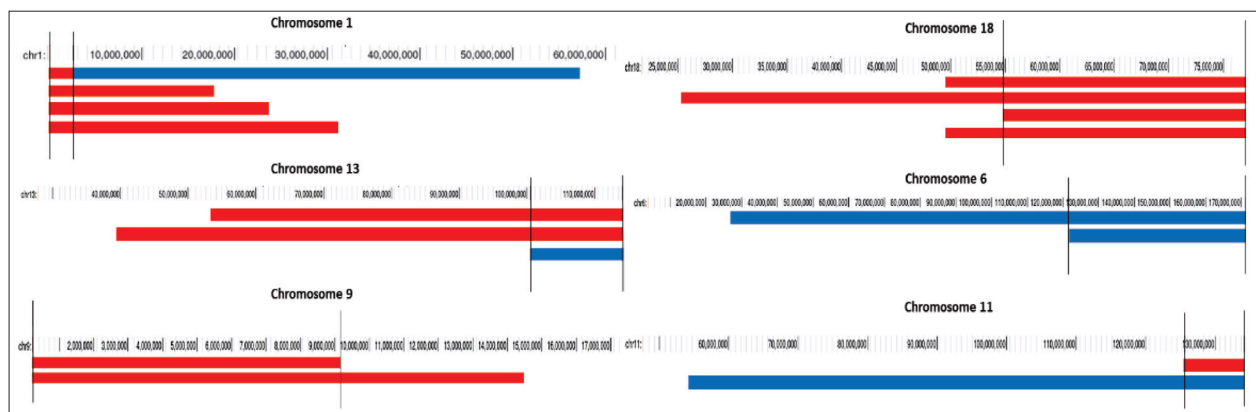 Chromosome 1
chr1: 10,000,000| 20,000,000| 30,000,000| 40,000,000| 50,000,000| 60,000,000|
Chromosome 18
chr18: 25,000,000| 30,000,000| 35,000,000| 40,000,000| 45,000,000| 50,000,000| 55,000,000| 60,000,000| 65,000,000| 70,000,000| 75,000,000|
Chromosome 13
chr13: 40,000,000| 50,000,000| 60,000,000| 70,000,000| 80,000,000| 90,000,000| 100,000,000| 110,000,000|
Chromosome 6
chr6: 20,000,000| 30,000,000| 40,000,000| 50,000,000| 60,000,000| 70,000,000| 80,000,000| 90,000,000| 100,000,000| 110,000,000| 120,000,000| 130,000,000| 140,000,000| 150,000,000| 160,000,000| 170,000,000|
Chromosome 9
chr9: 2,000,000| 3,000,000| 4,000,000| 5,000,000| 6,000,000| 7,000,000| 8,000,000| 9,000,000| 10,000,000| 11,000,000| 12,000,000| 13,000,000| 14,000,000| 15,000,000| 16,000,000| 17,000,000|
Chromosome 11
chr11: 60,000,000| 70,000,000| 80,000,000| 90,000,000| 100,000,000| 110,000,000| 120,000,000| 130,000,000|